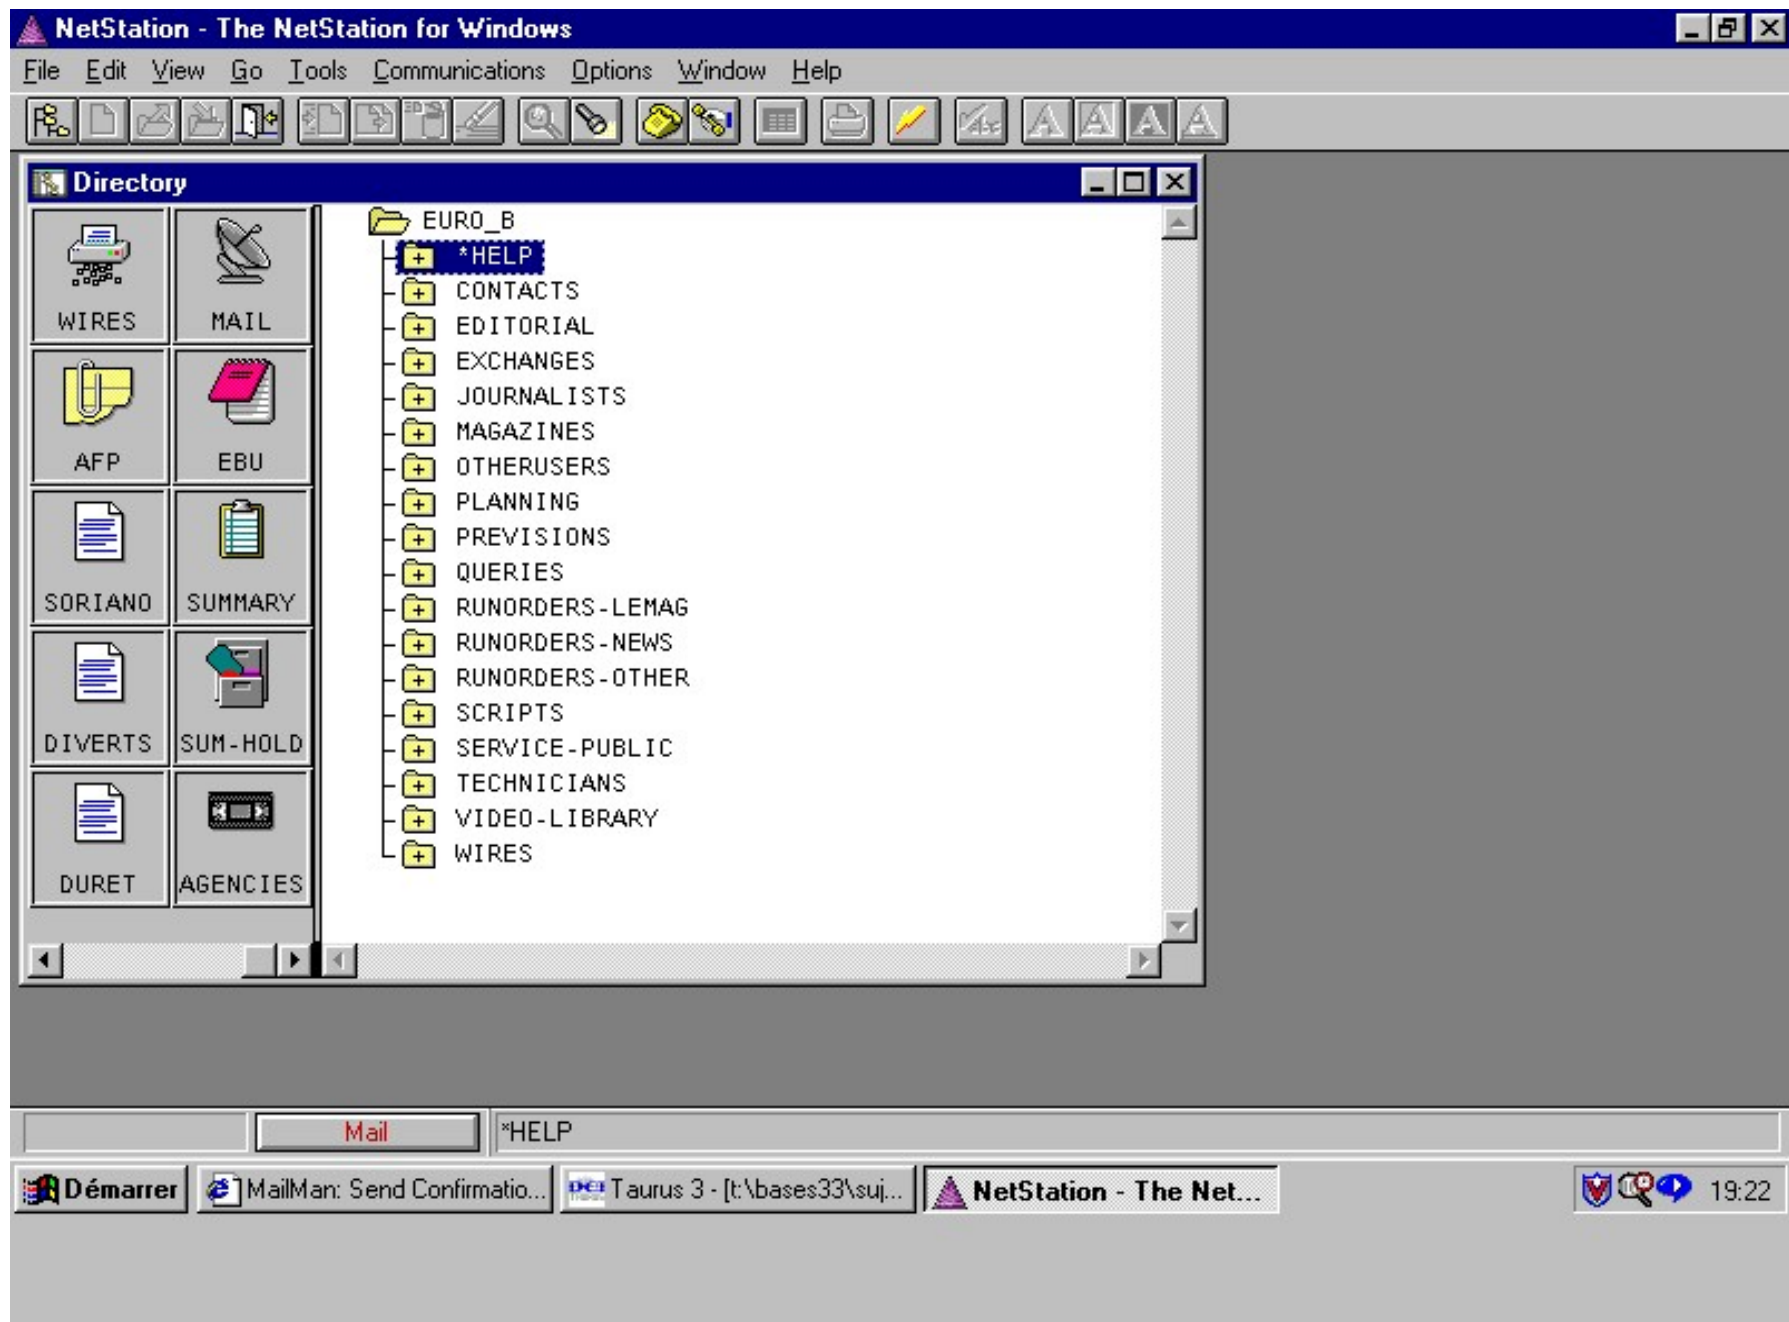 NetStation - The NetStation for Windows
File Edit View Go Tools Communications Options Window Help
Directory
WIRES MAIL
AFP EBU
SORIANO SUMMARY
DIVERTS SUM-HOLD
DURET AGENCIES
EURO_B
*HELP
CONTACTS
EDITORIAL
EXCHANGES
JOURNALISTS
MAGAZINES
OTHERUSERS
PLANNING
PREVISIONS
QUERIES
RUNORDERS-LEMAG
RUNORDERS-NEWS
RUNORDERS-OTHER
SCRIPTS
SERVICE-PUBLIC
TECHNICIANS
VIDEO-LIBRARY
WIRES
Mail *HELP
Démarrer MailMan: Send Confirmatio... Taurus 3 - [t:\bases33\suj... NetStation - The Net... 19:22